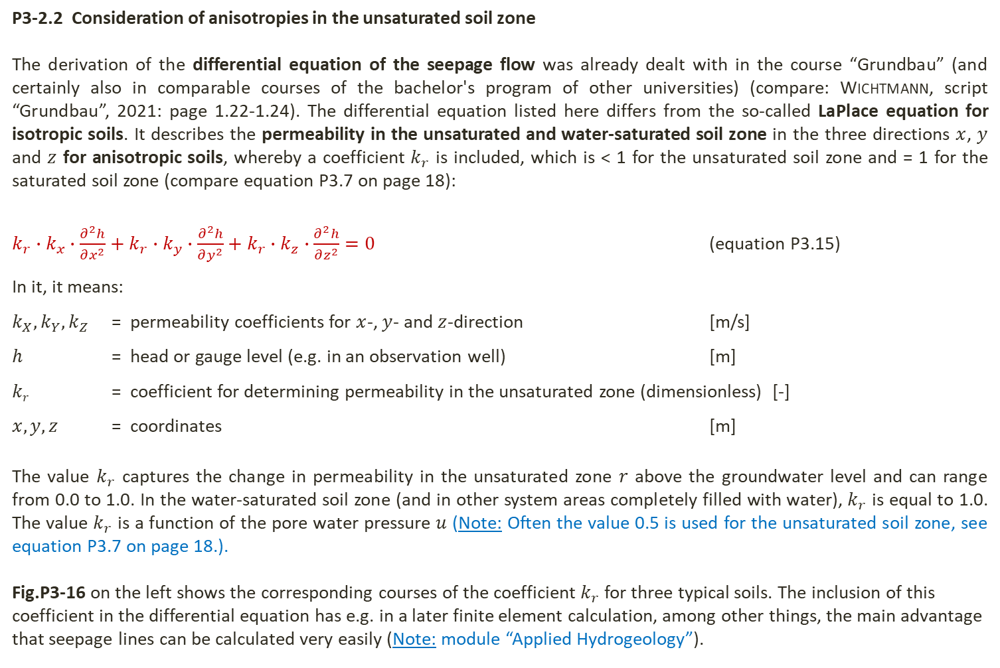 P3-2.2  Consideration of anisotropies in the unsaturated soil zone
The derivation of the differential equation of the seepage flow was already dealt with in the course “Grundbau” (and
certainly also in comparable courses of the bachelor's program of other universities) (compare: WICHTMANN, script
“Grundbau”, 2021: page 1.22-1.24). The differential equation listed here differs from the so-called LaPlace equation for
isotropic soils. It describes the permeability in the unsaturated and water-saturated soil zone in the three directions x, y
and z for anisotropic soils, whereby a coefficient kᵣ is included, which is < 1 for the unsaturated soil zone and = 1 for the
saturated soil zone (compare equation P3.7 on page 18):
k_r · k_x · ∂²h/∂x² + k_r · k_y · ∂²h/∂y² + k_r · k_z · ∂²h/∂z² = 0 (equation P3.15)
In it, it means:
k_X, k_Y, k_Z = permeability coefficients for x-, y- and z-direction [m/s]
h = head or gauge level (e.g. in an observation well) [m]
k_r = coefficient for determining permeability in the unsaturated zone (dimensionless) [-]
x, y, z = coordinates [m]
The value k_r captures the change in permeability in the unsaturated zone r above the groundwater level and can range
from 0.0 to 1.0. In the water-saturated soil zone (and in other system areas completely filled with water), k_r is equal to 1.0.
The value k_r is a function of the pore water pressure u (Note: Often the value 0.5 is used for the unsaturated soil zone, see
equation P3.7 on page 18.).
Fig.P3-16 on the left shows the corresponding courses of the coefficient k_r for three typical soils. The inclusion of this
coefficient in the differential equation has e.g. in a later finite element calculation, among other things, the main advantage
that seepage lines can be calculated very easily (Note: module “Applied Hydrogeology”).